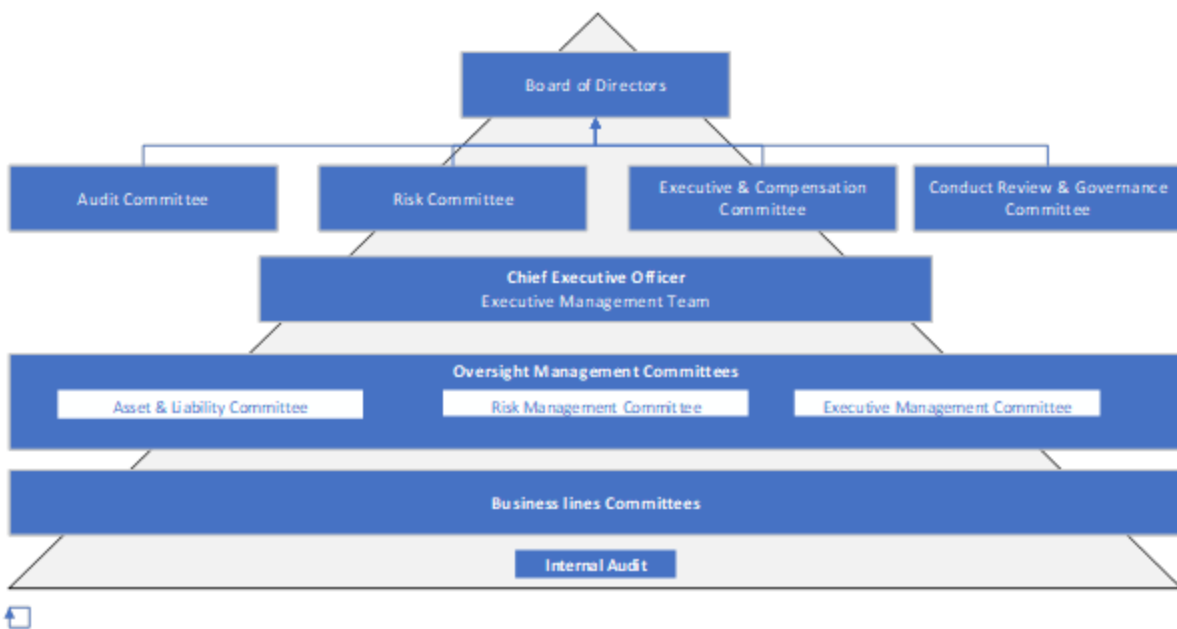 Board of Directors
Audit Committee
Risk Committee
Executive & Compensation
Committee
Conduct Review & Governance
Committee
Chief Executive Officer
Executive Management Team
Oversight Management Committees
Asset & Liability Committee
Risk Management Committee
Executive Management Committee
Business lines Committees
Internal Audit